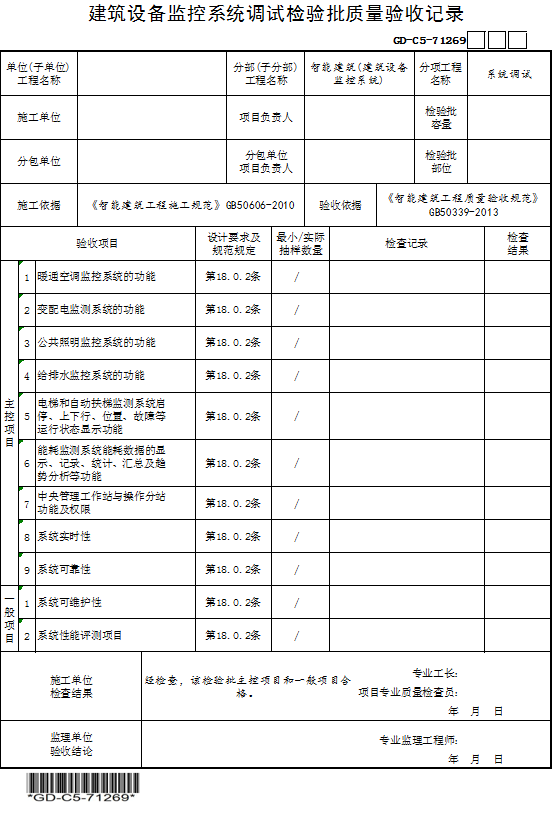 建筑设备监控系统调试检验批质量验收记录
GD-C5-71269
单位(子单位)
工程名称
分部(子分部)
工程名称
智能建筑(建筑设备
监控系统)
分项工程
名称
系统调试
施工单位
项目负责人
检验批
容量
分包单位
分包单位
项目负责人
检验批
部位
施工依据
《智能建筑工程施工规范》GB50606-2010
验收依据
《智能建筑工程质量验收规范》
GB50339-2013
验收项目
设计要求及
规范规定
最小/实际
抽样数量
检查记录
检查
结果
主控项目
1 暖通空调监控系统的功能 第18.0.2条 /
2 变配电监测系统的功能 第18.0.2条 /
3 公共照明监控系统的功能 第18.0.2条 /
4 给排水监控系统的功能 第18.0.2条 /
5 电梯和自动扶梯监测系统启
停、上下行、位置、故障等
运行状态显示功能
第18.0.2条 /
6 能耗监测系统能耗数据的显
示、记录、统计、汇总及趋
势分析等功能
第18.0.2条 /
7 中央管理工作站与操作分站
功能及权限
第18.0.2条 /
8 系统实时性 第18.0.2条 /
9 系统可靠性 第18.0.2条 /
一般项目
1 系统可维护性 第18.0.2条 /
2 系统性能评测项目 第18.0.2条 /
施工单位
检查结果
经检查，该检验批主控项目和一般项目合
格。
专业工长:
项目专业质量检查员:
年 月 日
监理单位
验收结论
专业监理工程师:
年 月 日
*GD-C5-71269*